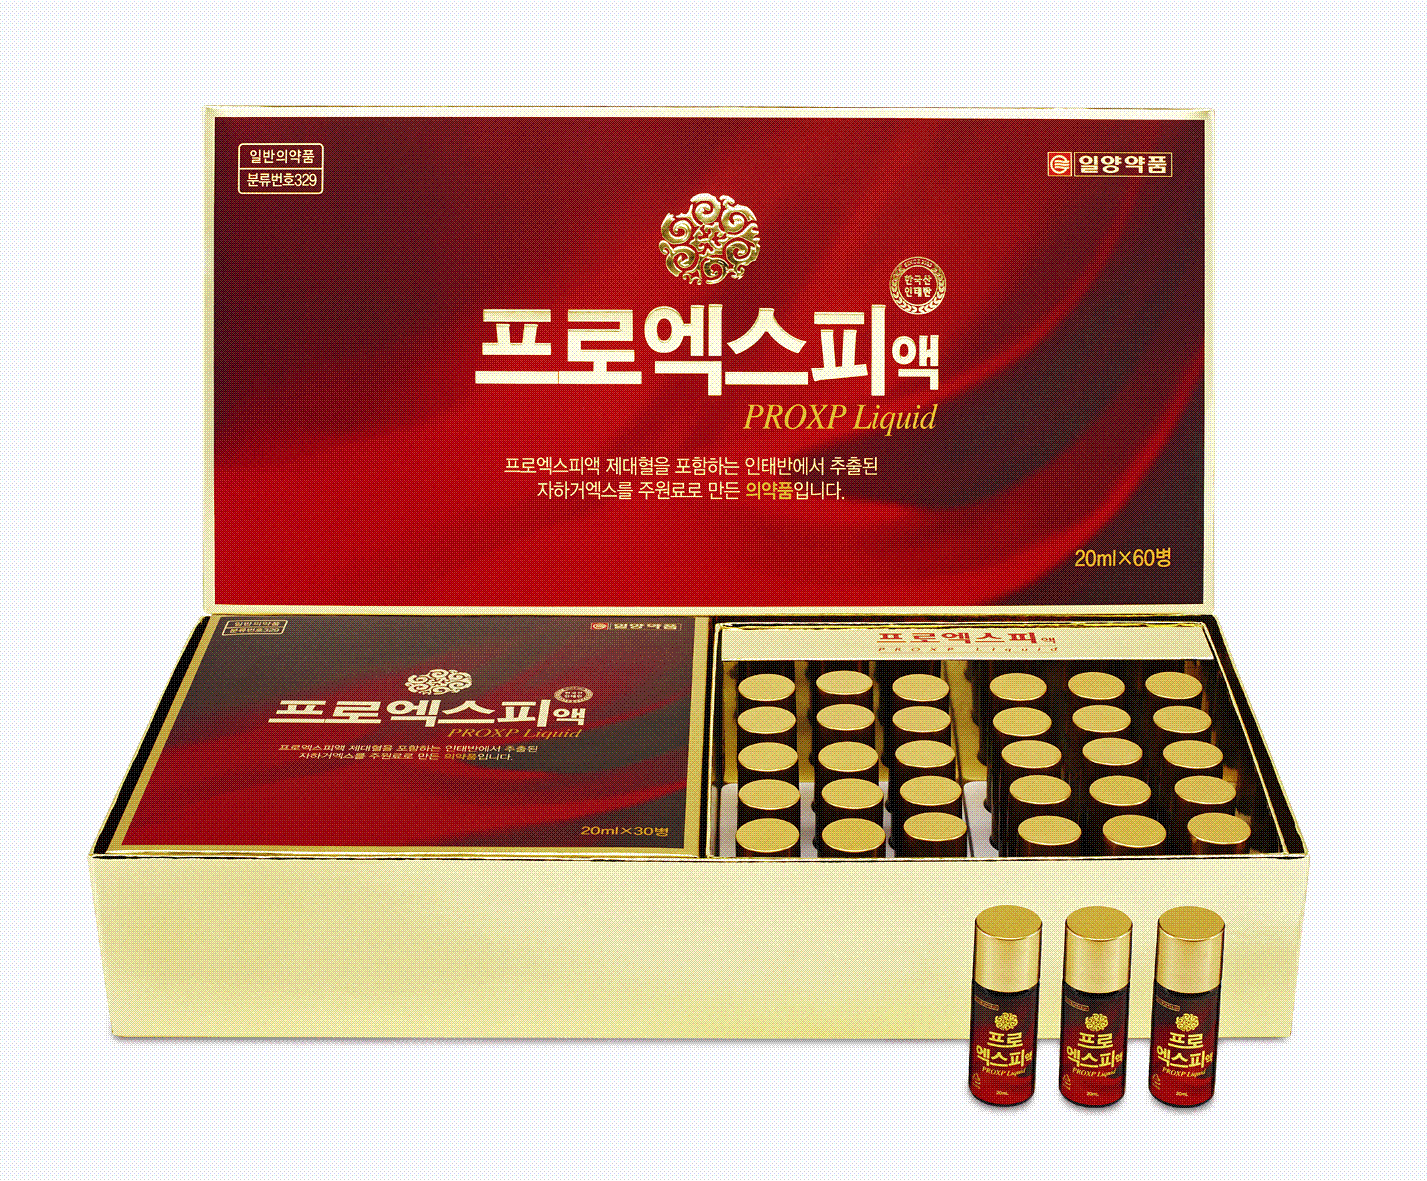 일반의약품
분류번호329
일양약품
한국산
인태반
프로엑스피액
PROXP Liquid
프로엑스피액 제대혈을 포함하는 인태반에서 추출된
자하거엑스를 주원료로 만든 의약품입니다.
20ml×60병
일반의약품
분류번호329
일양약품
프로엑스피액
PROXP Liquid
프로엑스피액 제대혈을 포함하는 인태반에서 추출된
자하거엑스를 주원료로 만든 의약품입니다.
20ml×30병
프로엑스피액
PROXP Liquid
프로
엑스피액
PROXP Liquid
20mL
프로
엑스피액
PROXP Liquid
20mL
프로
엑스피액
PROXP Liquid
20mL